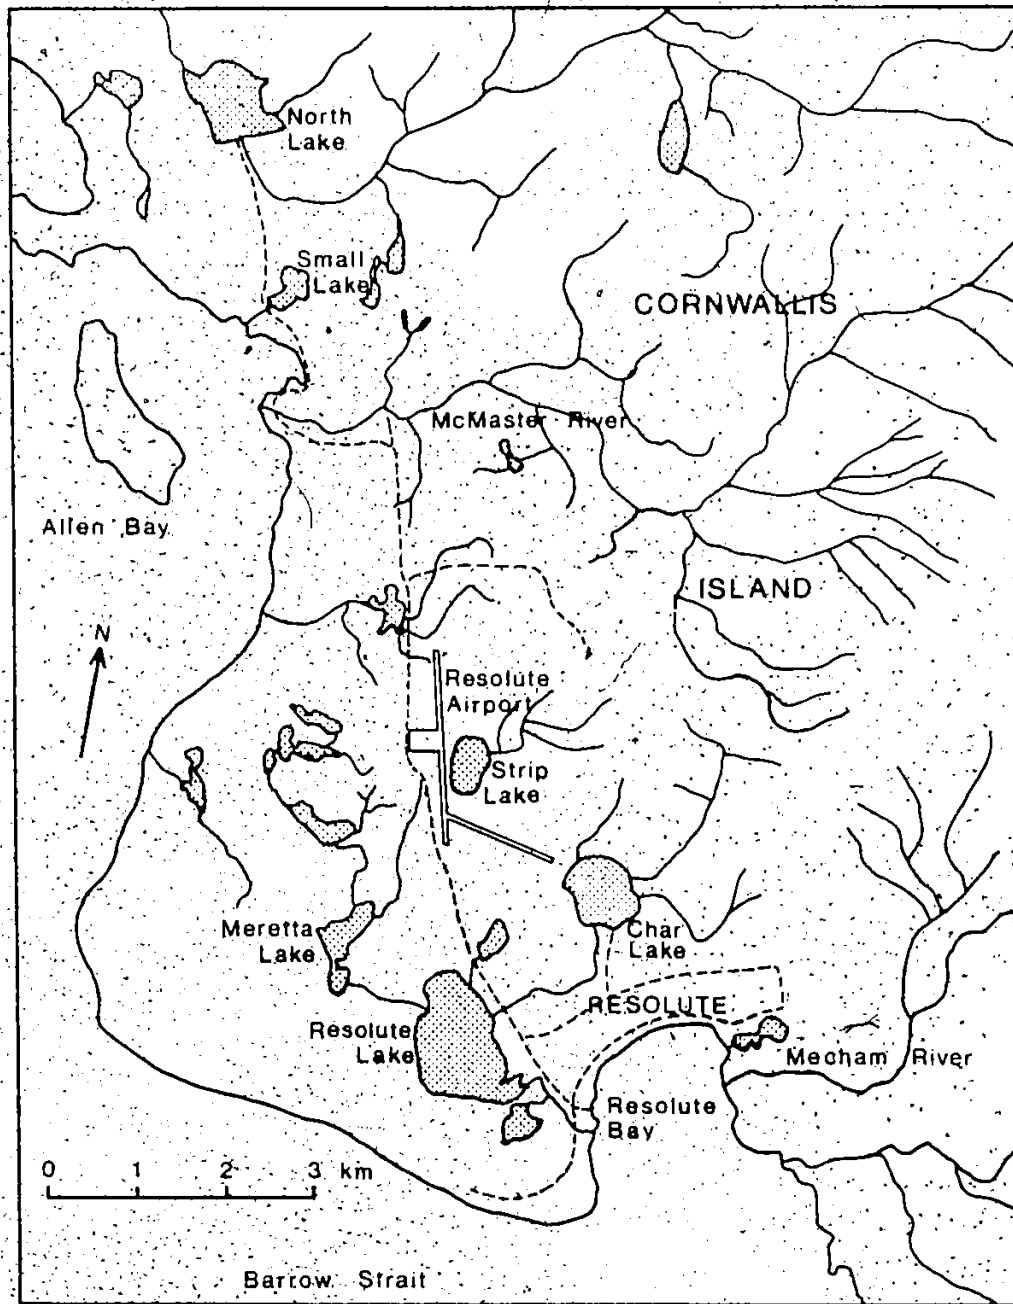 North
Lake
Small
Lake
CORNWALLIS
McMaster River
Allen Bay
ISLAND
N
Resolute
Airport
Strip
Lake
Meretta
Lake
Char
Lake
RESOLUTE
Resolute
Lake
Mecham River
Resolute
Bay
0 1 2 3 km
Barrow Strait